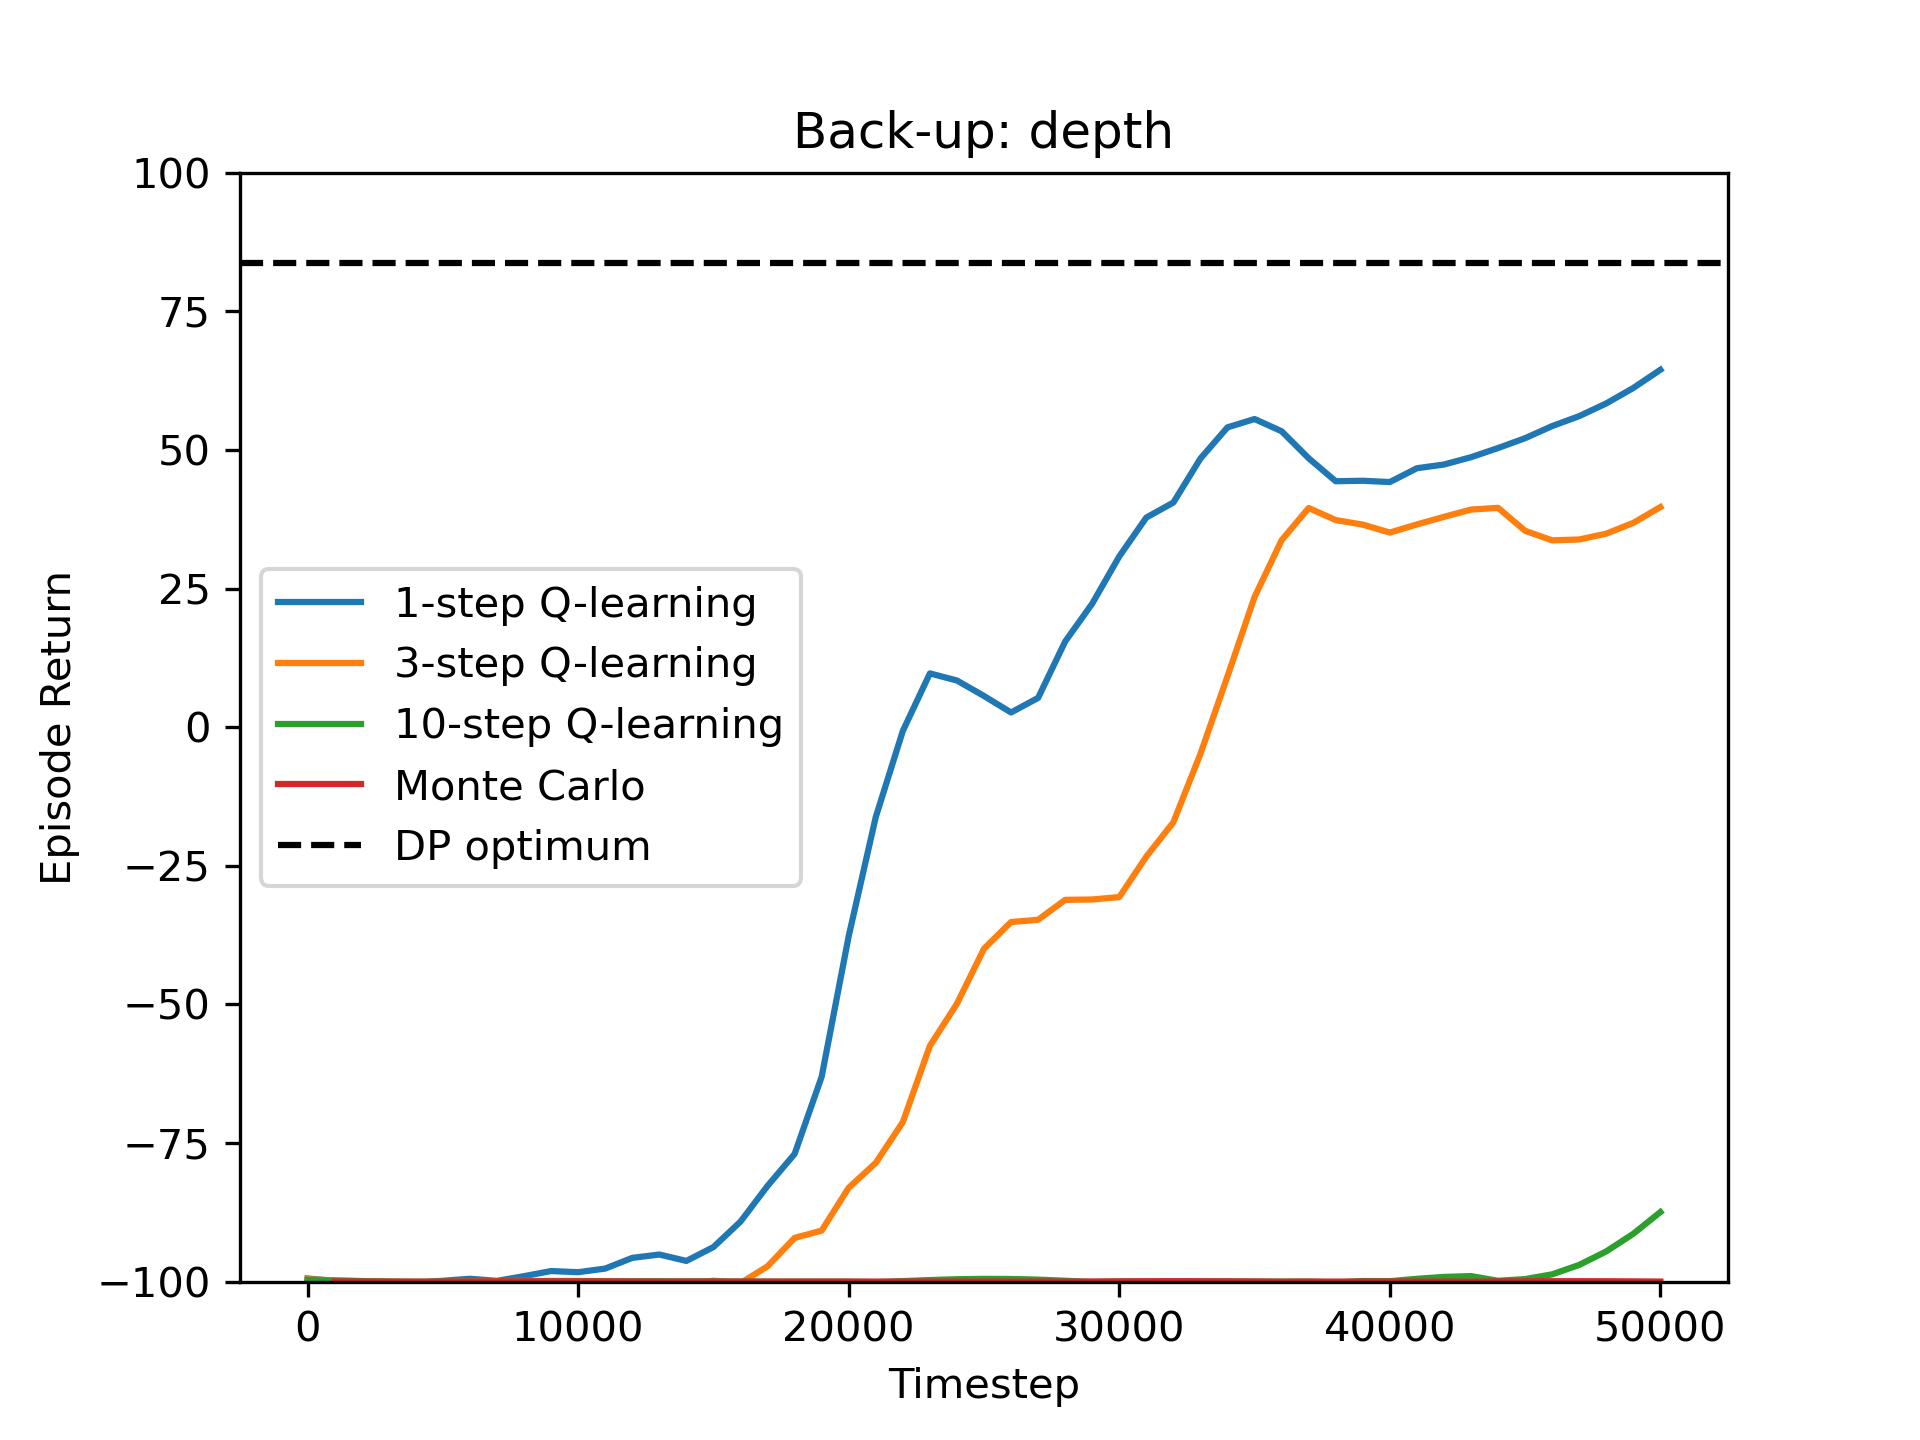 Back-up: depth
100
75
50
25
0
−25
−50
−75
−100
Episode Return
1-step Q-learning
3-step Q-learning
10-step Q-learning
Monte Carlo
DP optimum
0 10000 20000 30000 40000 50000
Timestep